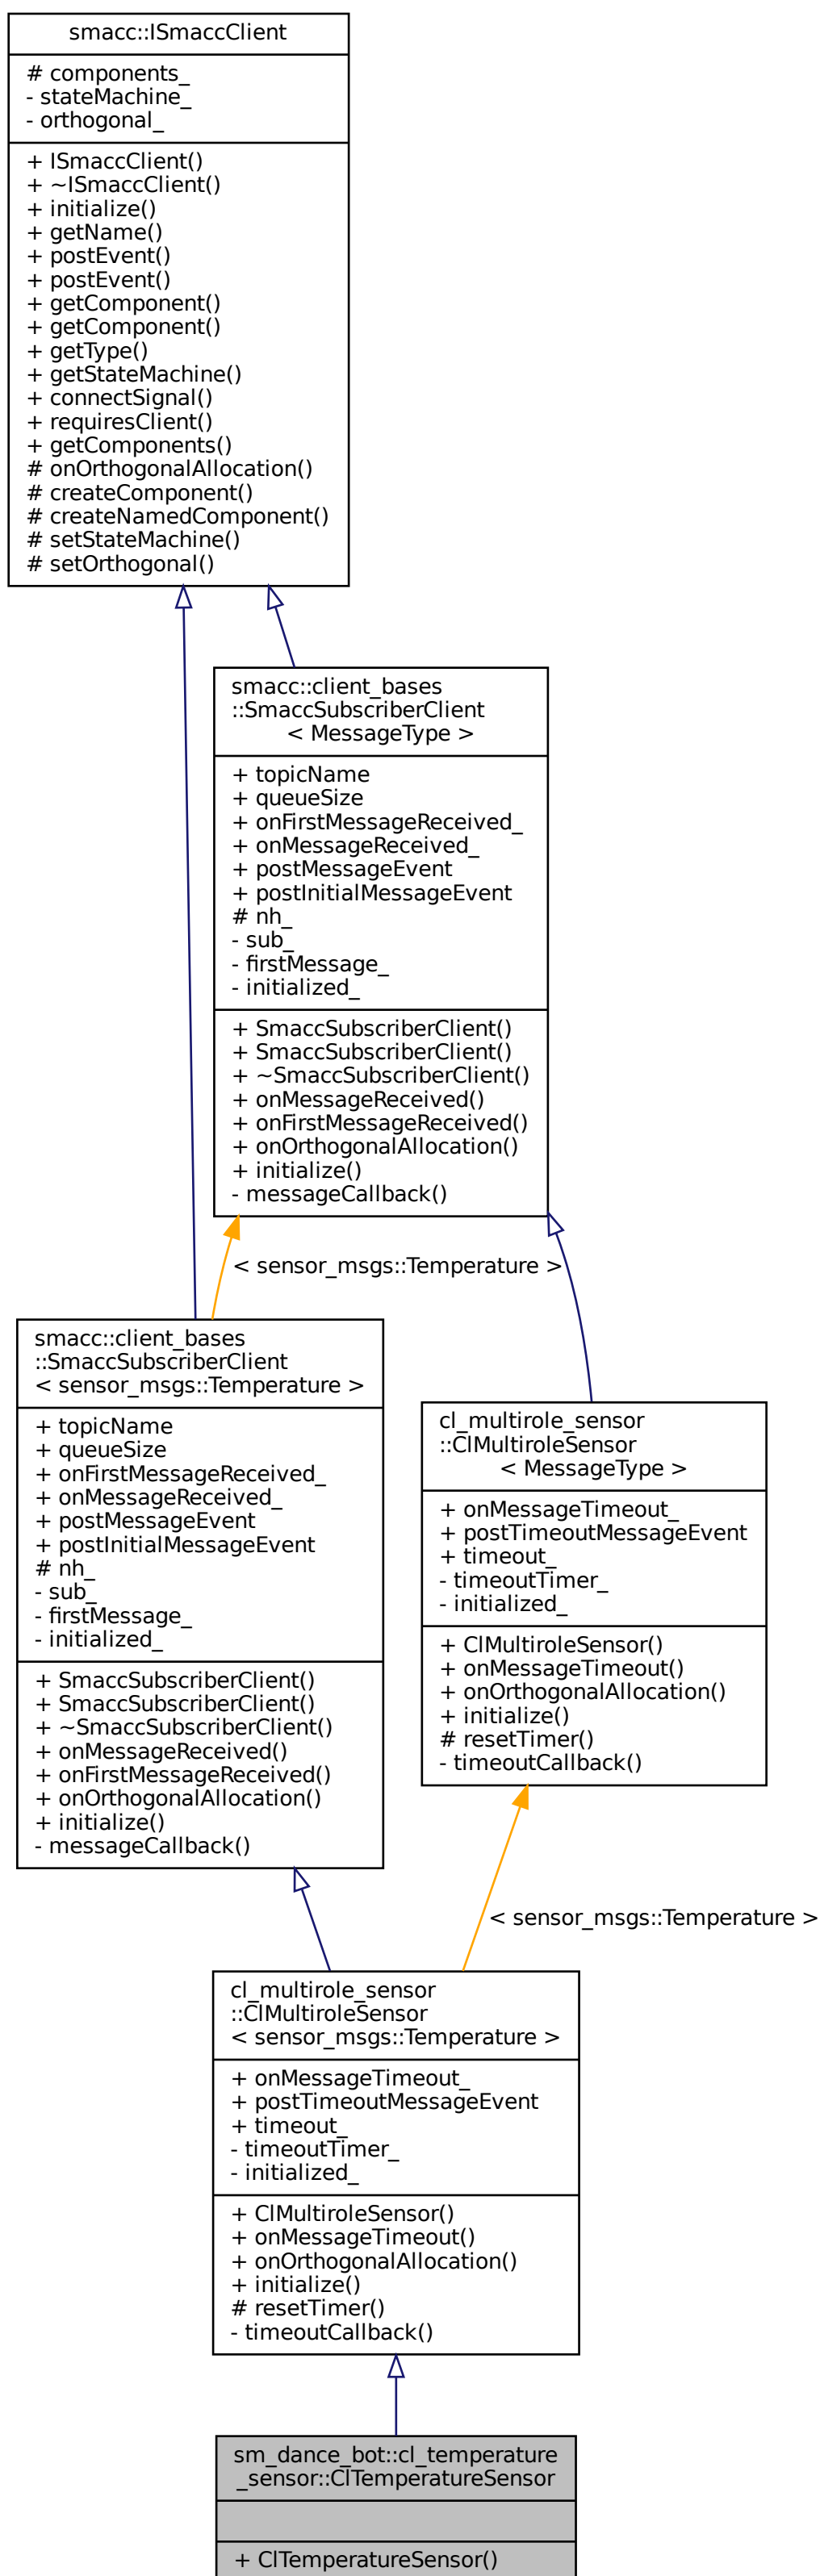 smacc::ISmaccClient
# components_
- stateMachine_
- orthogonal_
+ ISmaccClient()
+ ~ISmaccClient()
+ initialize()
+ getName()
+ postEvent()
+ postEvent()
+ getComponent()
+ getComponent()
+ getType()
+ getStateMachine()
+ connectSignal()
+ requiresClient()
+ getComponents()
# onOrthogonalAllocation()
# createComponent()
# createNamedComponent()
# setStateMachine()
# setOrthogonal()
smacc::client_bases
::SmaccSubscriberClient
< MessageType >
+ topicName
+ queueSize
+ onFirstMessageReceived_
+ onMessageReceived_
+ postMessageEvent
+ postInitialMessageEvent
# nh_
- sub_
- firstMessage_
- initialized_
+ SmaccSubscriberClient()
+ SmaccSubscriberClient()
+ ~SmaccSubscriberClient()
+ onMessageReceived()
+ onFirstMessageReceived()
+ onOrthogonalAllocation()
+ initialize()
- messageCallback()
< sensor_msgs::Temperature >
smacc::client_bases
::SmaccSubscriberClient
< sensor_msgs::Temperature >
+ topicName
+ queueSize
+ onFirstMessageReceived_
+ onMessageReceived_
+ postMessageEvent
+ postInitialMessageEvent
# nh_
- sub_
- firstMessage_
- initialized_
+ SmaccSubscriberClient()
+ SmaccSubscriberClient()
+ ~SmaccSubscriberClient()
+ onMessageReceived()
+ onFirstMessageReceived()
+ onOrthogonalAllocation()
+ initialize()
- messageCallback()
cl_multirole_sensor
::ClMultiroleSensor
< MessageType >
+ onMessageTimeout_
+ postTimeoutMessageEvent
+ timeout_
- timeoutTimer_
- initialized_
+ ClMultiroleSensor()
+ onMessageTimeout()
+ onOrthogonalAllocation()
+ initialize()
# resetTimer()
- timeoutCallback()
< sensor_msgs::Temperature >
cl_multirole_sensor
::ClMultiroleSensor
< sensor_msgs::Temperature >
+ onMessageTimeout_
+ postTimeoutMessageEvent
+ timeout_
- timeoutTimer_
- initialized_
+ ClMultiroleSensor()
+ onMessageTimeout()
+ onOrthogonalAllocation()
+ initialize()
# resetTimer()
- timeoutCallback()
sm_dance_bot::cl_temperature
_sensor::ClTemperatureSensor
+ ClTemperatureSensor()